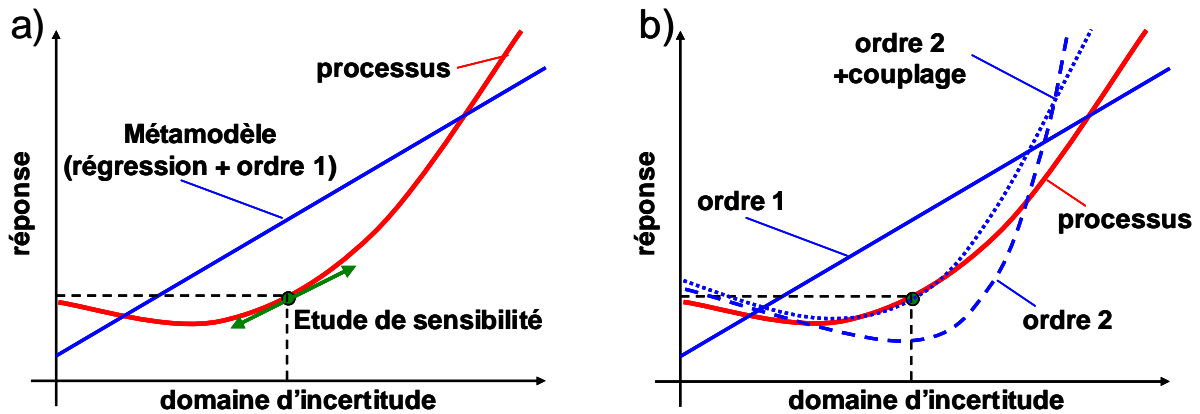 a)
processus
Métamodèle
(régression + ordre 1)
réponse
Etude de sensibilité
domaine d'incertitude
b)
ordre 2
+couplage
ordre 1
processus
réponse
ordre 2
domaine d'incertitude